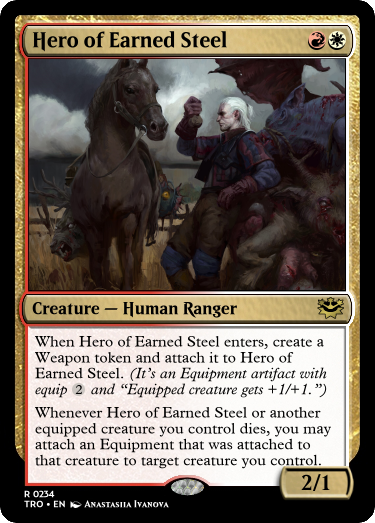 Hero of Earned Steel
Creature — Human Ranger
When Hero of Earned Steel enters, create a
Weapon token and attach it to Hero of
Earned Steel. (It's an Equipment artifact with
equip 2 and “Equipped creature gets +1/+1.”)
Whenever Hero of Earned Steel or another
equipped creature you control dies, you may
attach an Equipment that was attached to
that creature to target creature you control.
2/1
R 0234
TRO • EN Anastasiia Ivanova